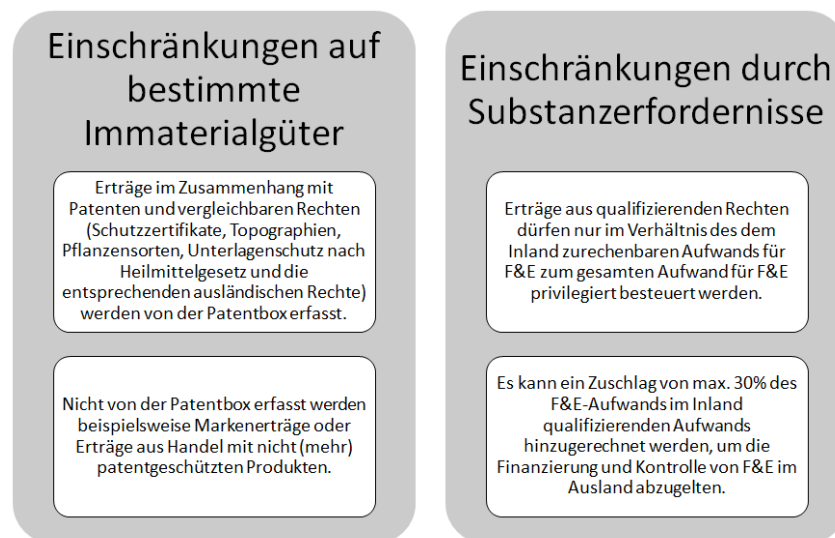 Einschränkungen auf
bestimmte
Immaterialgüter
Erträge im Zusammenhang mit
Patenten und vergleichbaren Rechten
(Schutzzertifikate, Topographien,
Pflanzensorten, Unterlagenschutz nach
Heilmittelgesetz und die
entsprechenden ausländischen Rechte)
werden von der Patentbox erfasst.
Nicht von der Patentbox erfasst werden
beispielsweise Markenerträge oder
Erträge aus Handel mit nicht (mehr)
patentgeschützten Produkten.
Einschränkungen durch
Substanzerfordernisse
Erträge aus qualifizierenden Rechten
dürfen nur im Verhältnis des dem
Inland zurechenbaren Aufwands für
F&E zum gesamten Aufwand für F&E
privilegiert besteuert werden.
Es kann ein Zuschlag von max. 30% des
F&E-Aufwands im Inland
qualifizierenden Aufwands
hinzugerechnet werden, um die
Finanzierung und Kontrolle von F&E im
Ausland abzugelten.